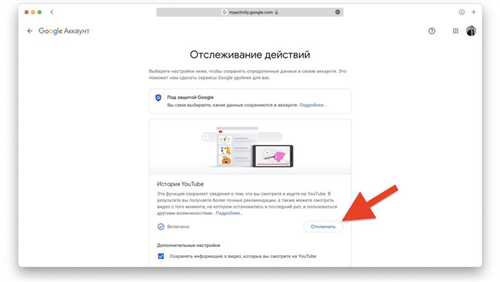 myactivity.google.com
Google Аккаунт
Отслеживание действий
Выберите настройки ниже, чтобы сохранять определенные данные в своем аккаунте. Это
поможет нам сделать сервисы Google удобнее для вас.
Под защитой Google
Вы сами выбираете, какие данные сохраняются в аккаунте. Подробнее…
История YouTube
Эта функция сохраняет сведения о том, что вы смотрите и ищете на YouTube. В
результате вы получаете более точные рекомендации, а также можете смотреть
видео с того момента, на котором остановились в последний раз, и пользоваться
другими возможностями. Подробнее…
Включено
Отключить
Дополнительные настройки
Сохранять информацию о видео, которые вы смотрите на YouTube